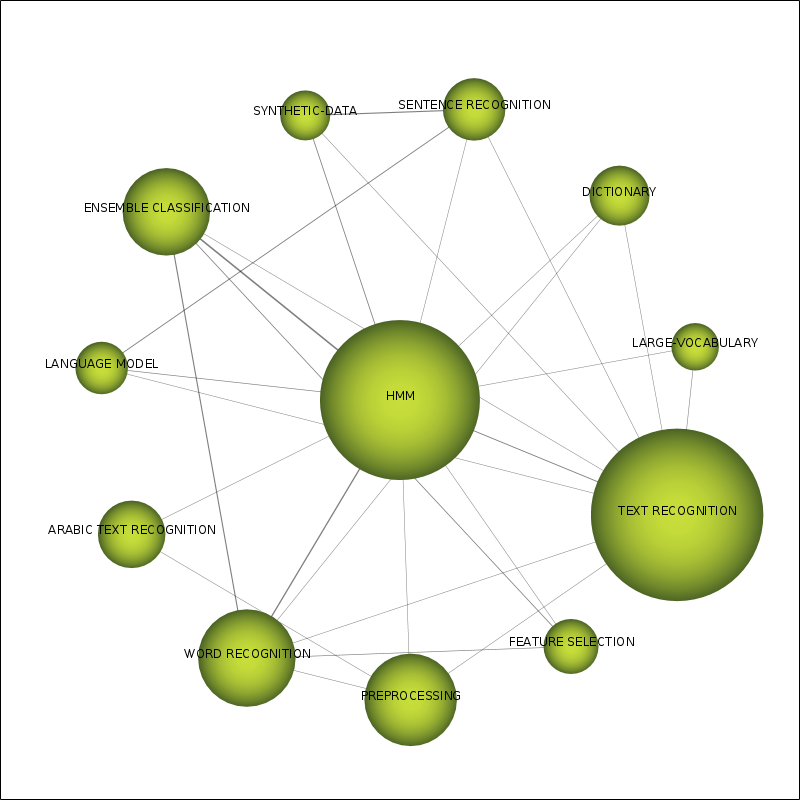 SENTENCE RECOGNITION
SYNTHETIC-DATA
DICTIONARY
ENSEMBLE CLASSIFICATION
LARGE-VOCABULARY
LANGUAGE MODEL
HMM
TEXT RECOGNITION
ARABIC TEXT RECOGNITION
FEATURE SELECTION
WORD RECOGNITION
PREPROCESSING